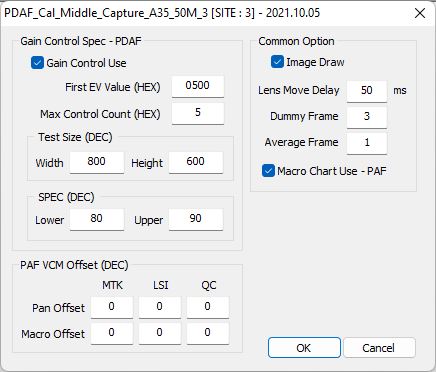 PDAF_Cal_Middle_Capture_A35_50M_3 [SITE : 3] - 2021.10.05
Gain Control Spec - PDAF
Gain Control Use
First EV Value (HEX) 0500
Max Control Count (HEX) 5
Test Size (DEC)
Width 800 Height 600
SPEC (DEC)
Lower 80 Upper 90
PAF VCM Offset (DEC)
MTK LSI QC
Pan Offset 0 0 0
Macro Offset 0 0 0
Common Option
Image Draw
Lens Move Delay 50 ms
Dummy Frame 3
Average Frame 1
Macro Chart Use - PAF
OK Cancel